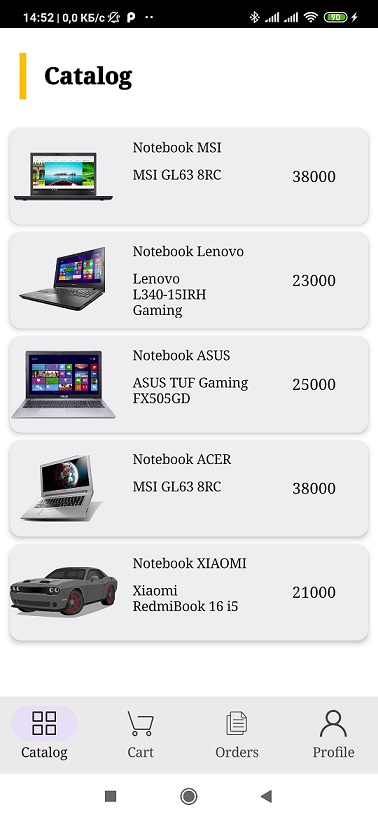 14:52 | 0,0 КБ/с
90
Catalog
Notebook MSI
MSI GL63 8RC
38000
Notebook Lenovo
Lenovo
L340-15IRH
Gaming
23000
Notebook ASUS
ASUS TUF Gaming
FX505GD
25000
Notebook ACER
MSI GL63 8RC
38000
Notebook XIAOMI
Xiaomi
RedmiBook 16 i5
21000
Catalog
Cart
Orders
Profile